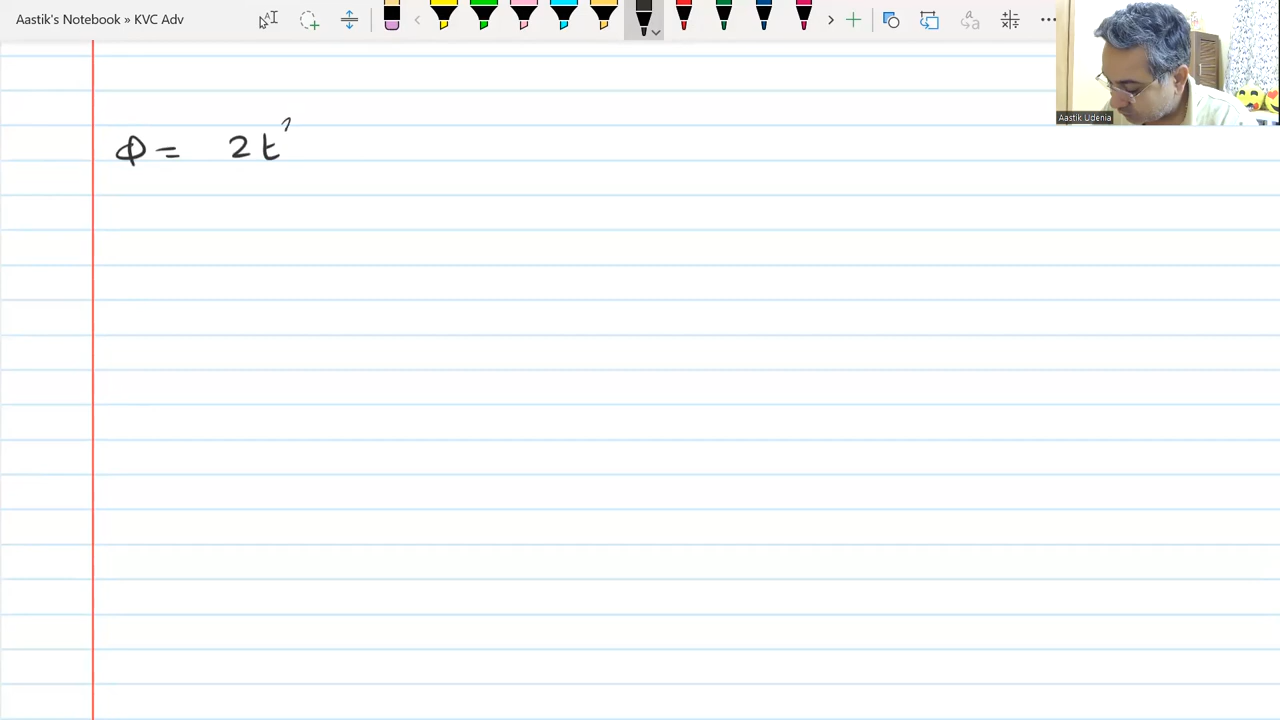 Aastik's Notebook » KVC Adv
Aastik Udenia
Φ = 2t²